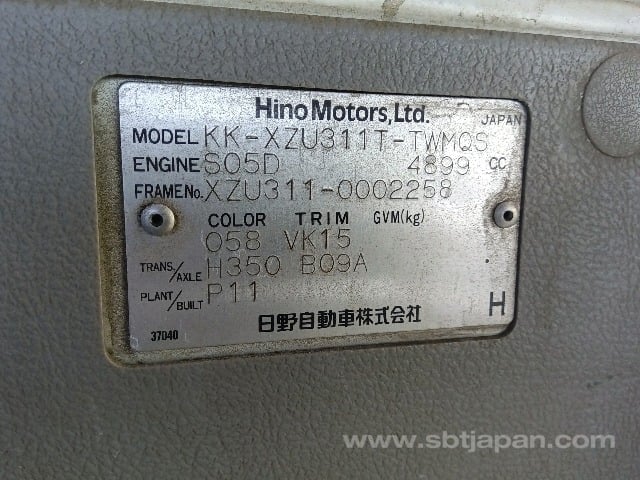 Hino Motors, Ltd.
JAPAN
MODEL KK-XZU311T-TWMQS
ENGINE S05D 4899 CC
FRAME No. XZU311-0002258
COLOR TRIM GVM(kg)
058 VK15
TRANS./AXLE H350 B09A
PLANT/BUILT P11
37040 日野自動車株式会社 H
www.sbtjapan.com